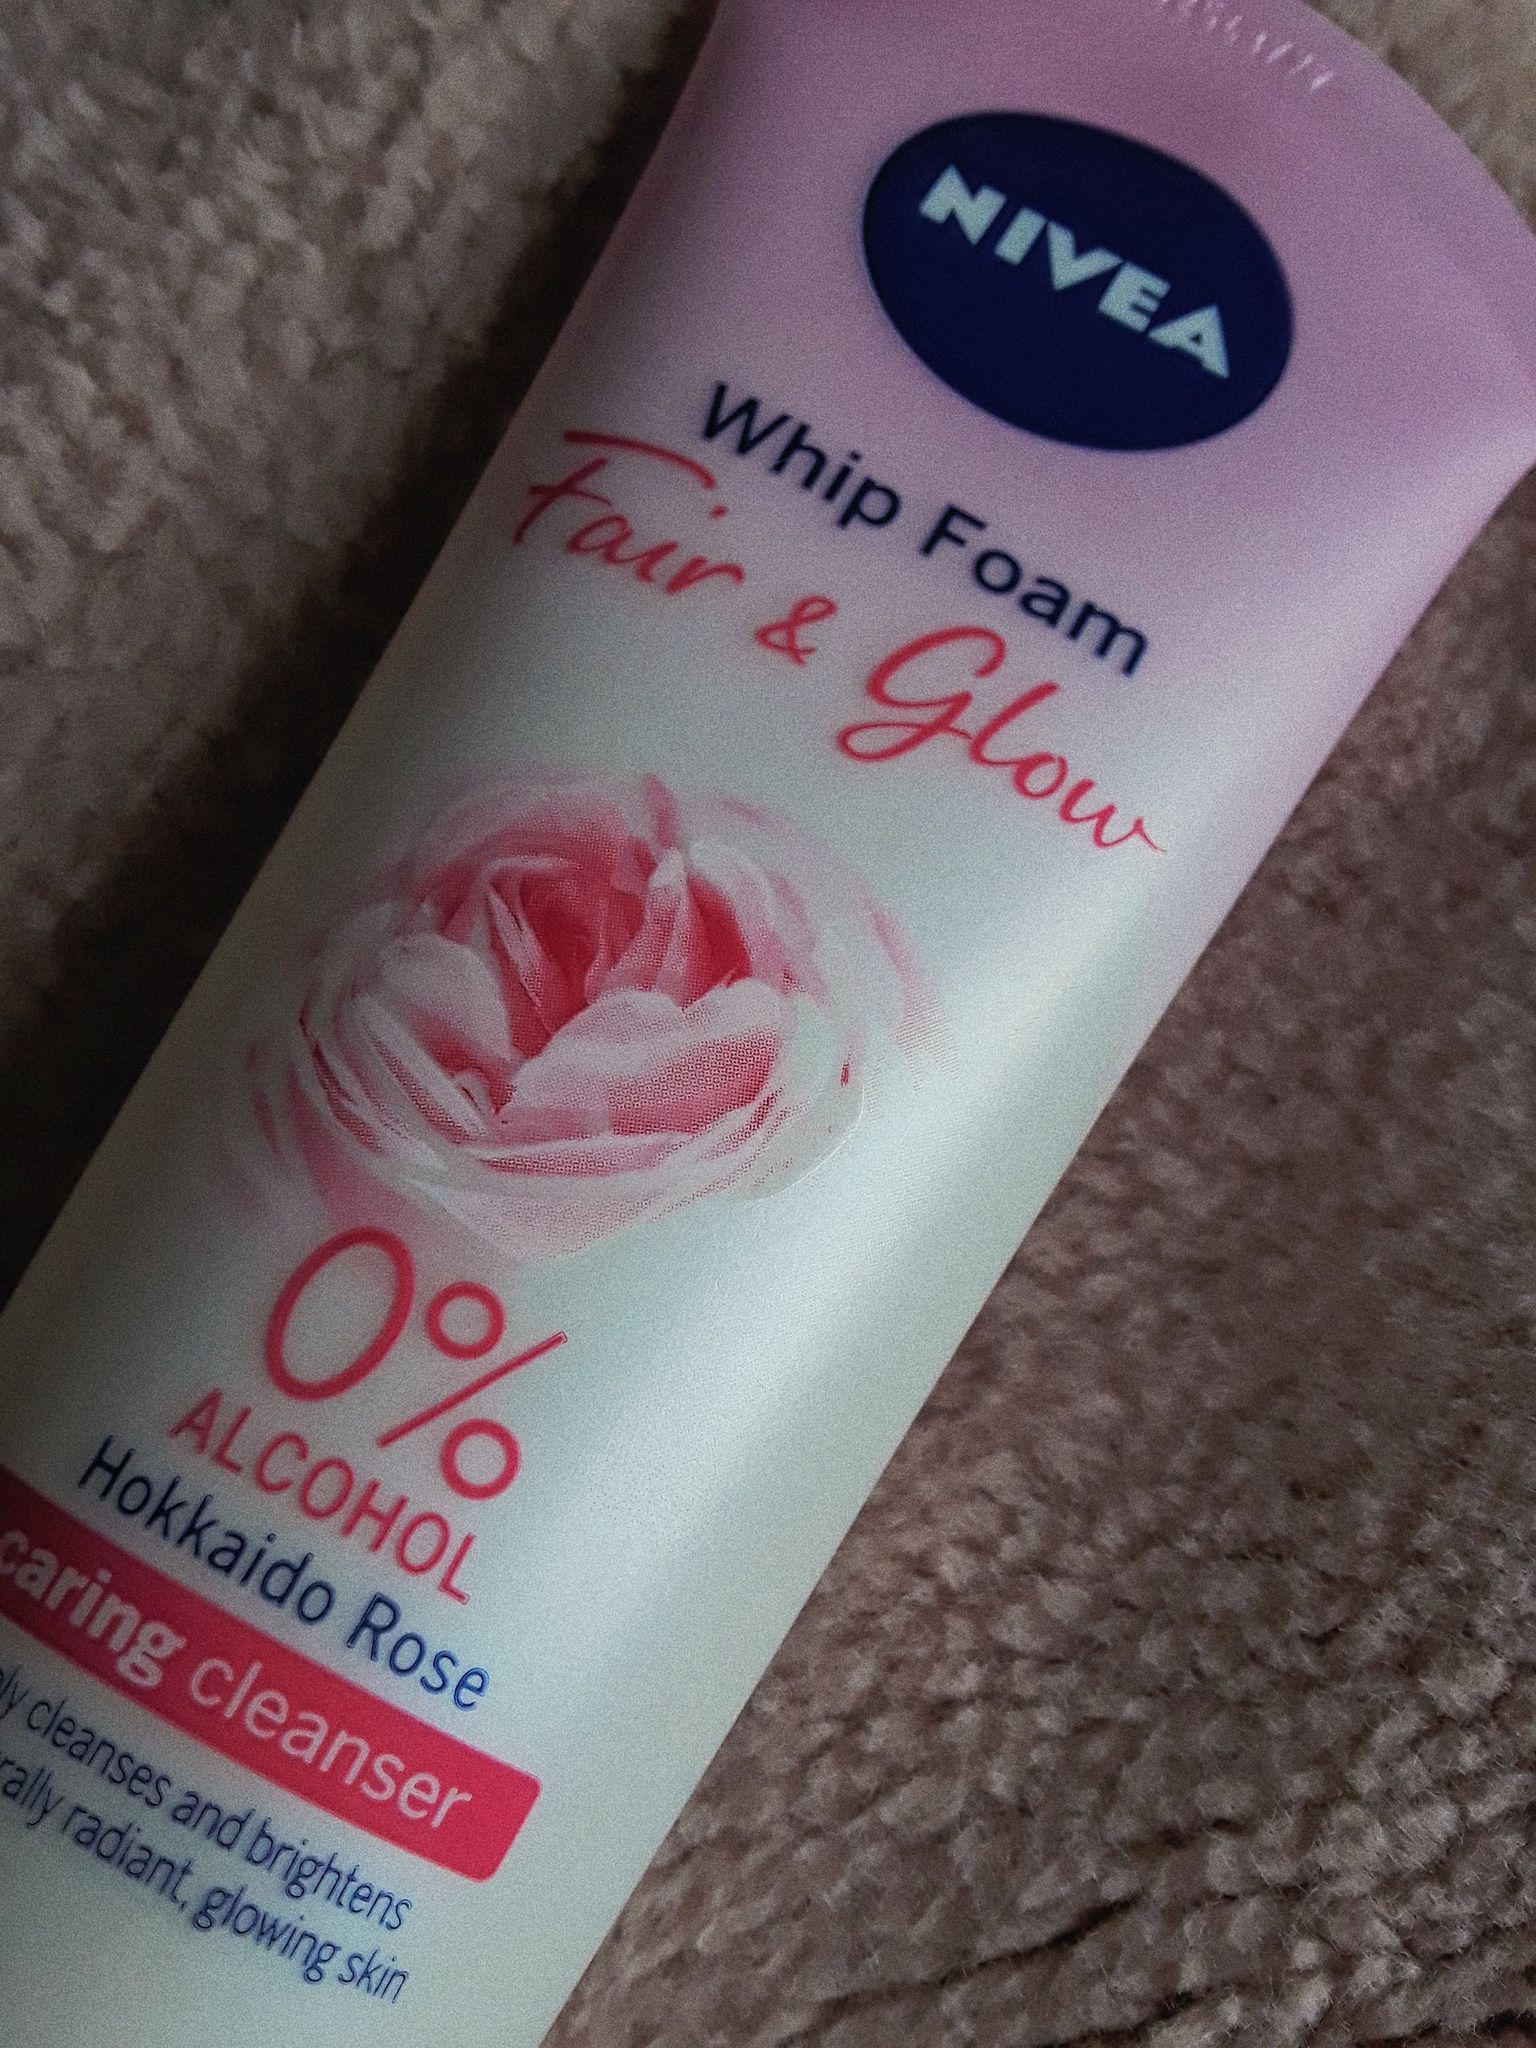 NIVEA
Whip Foam
Fair & Glow
0%
ALCOHOL
Hokkaido Rose
caring cleanser
cleanses and brightens
radiant, glowing skin